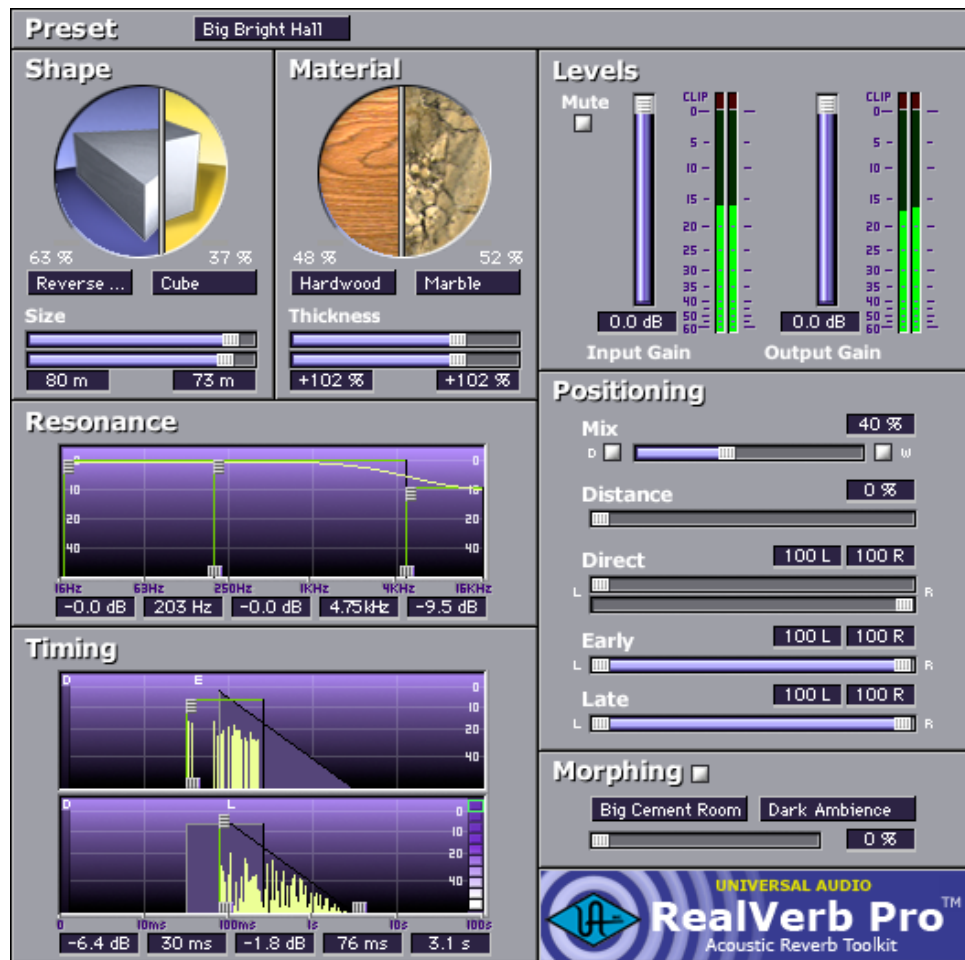 Preset Big Bright Hall
Shape
63 % 37 %
Reverse ... Cube
Size
80 m 73 m
Material
48 % 52 %
Hardwood Marble
Thickness
+102 % +102 %
Levels
Mute
CLIP CLIP
0 0
5 5
10 10
15 15
20 20
25 25
30 30
35 35
40 40
50 50
60 60
0.0 dB 0.0 dB
Input Gain Output Gain
Resonance
0 0
10 10
20 20
40 40
16Hz 63Hz 250Hz 1KHz 4KHz 16KHz
-0.0 dB 203 Hz -0.0 dB 4.75kHz -9.5 dB
Positioning
Mix 40 %
D W
Distance 0 %
Direct 100 L 100 R
L R
Early 100 L 100 R
L R
Late 100 L 100 R
L R
Timing
D E
0
10
20
40
D L
0
10
20
40
0 10ms 100ms 1s 10s 100s
-6.4 dB 30 ms -1.8 dB 76 ms 3.1 s
Morphing
Big Cement Room Dark Ambience
0 %
UNIVERSAL AUDIO
UA RealVerb Pro™
Acoustic Reverb Toolkit